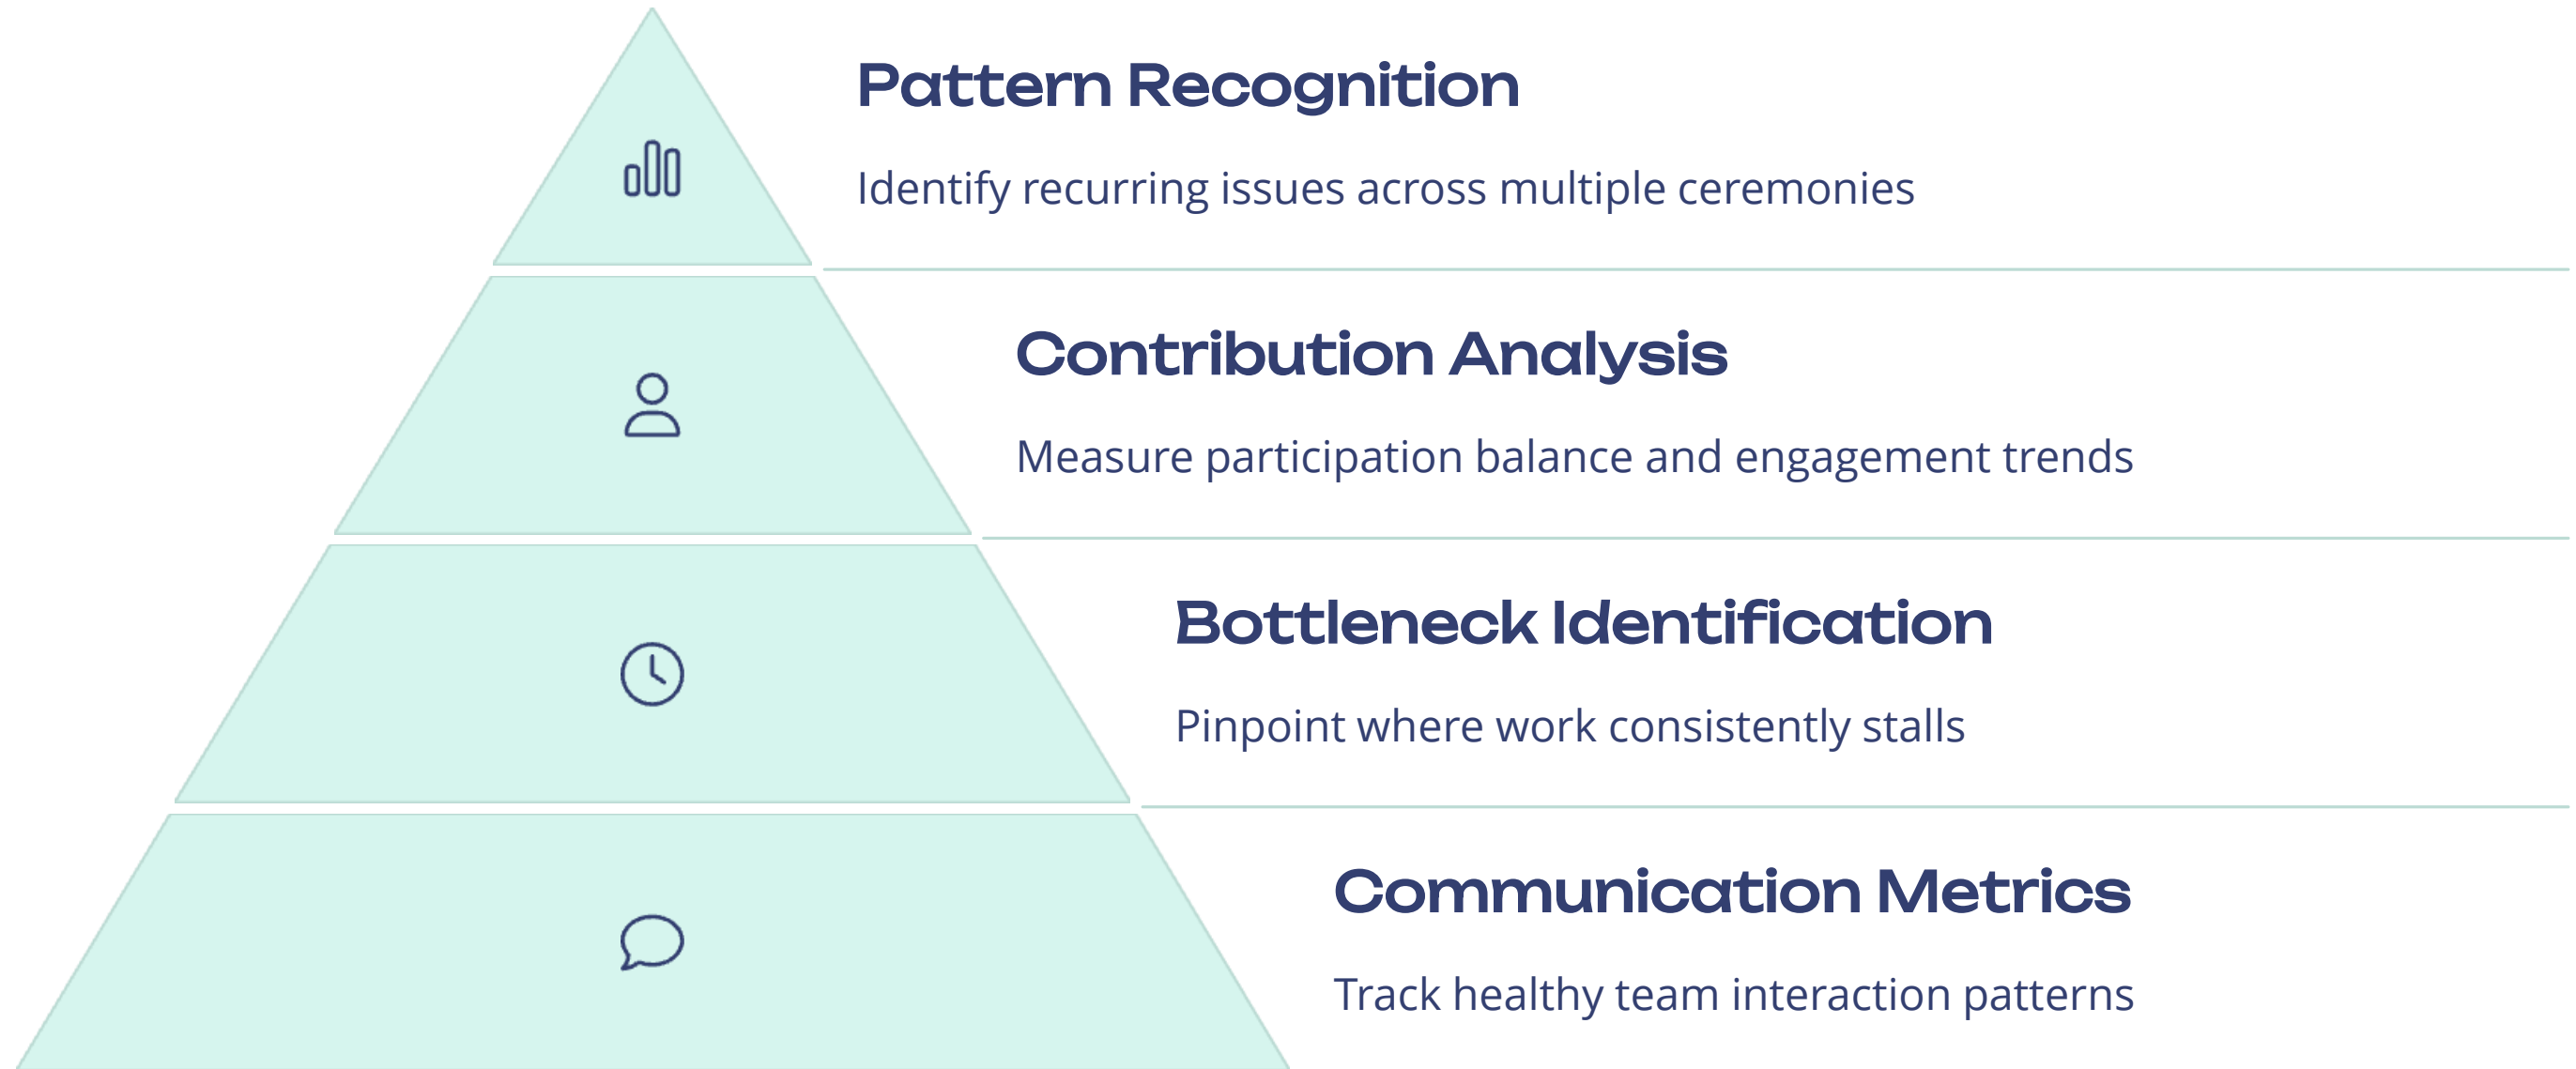 Pattern Recognition
Identify recurring issues across multiple ceremonies
Contribution Analysis
Measure participation balance and engagement trends
Bottleneck Identification
Pinpoint where work consistently stalls
Communication Metrics
Track healthy team interaction patterns